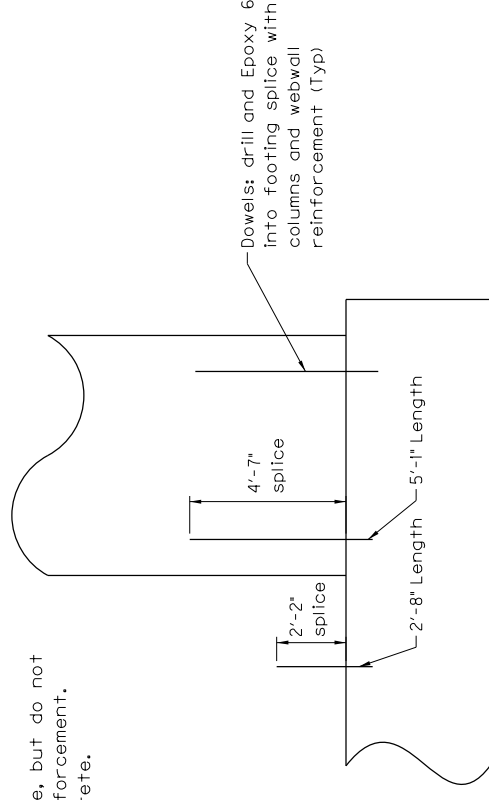 e, but do not
forcement.
rete.
Dowels: drill and Epoxy 6
into footing splice with
columns and webwall
reinforcement (Typ)
4'-7"
splice
2'-2"
splice
5'-1" Length
2'-8" Length